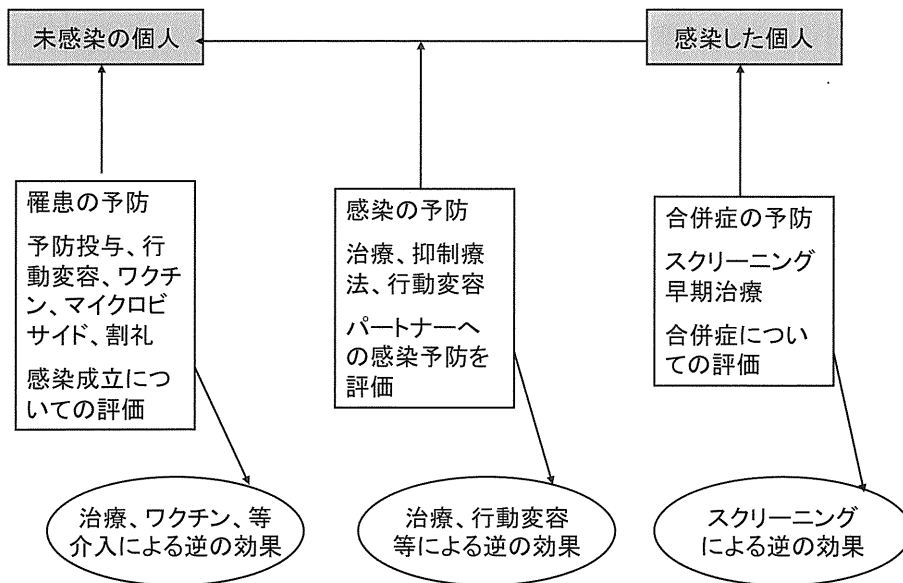 未感染の個人
感染した個人
罹患の予防
予防投与、行
動変容、ワクチ
ン、マイクロビ
サイド、割礼
感染成立につ
いての評価
感染の予防
治療、抑制療
法、行動変容
パートナーへ
の感染予防を
評価
合併症の予防
スクリーニング
早期治療
合併症につい
ての評価
治療、ワクチン、等
介入による逆の効果
治療、行動変容
等による逆の効果
スクリーニング
による逆の効果